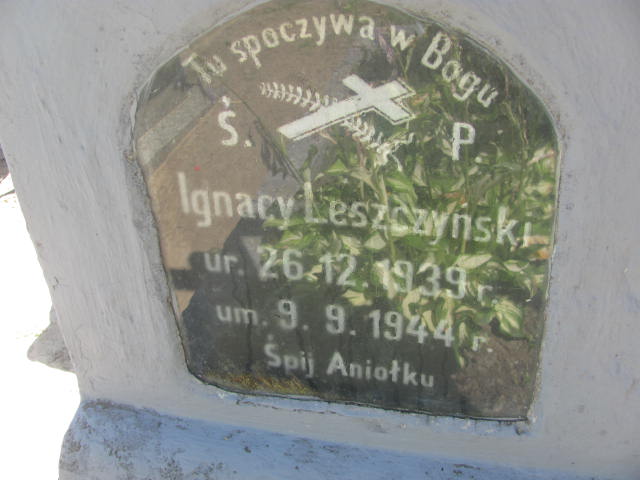 Tu spoczywa w Bogu
Ś. P.
Ignacy Leszczyński
ur. 26.12.1939 r.
um. 9.9.1944 r.
Śpij Aniołku